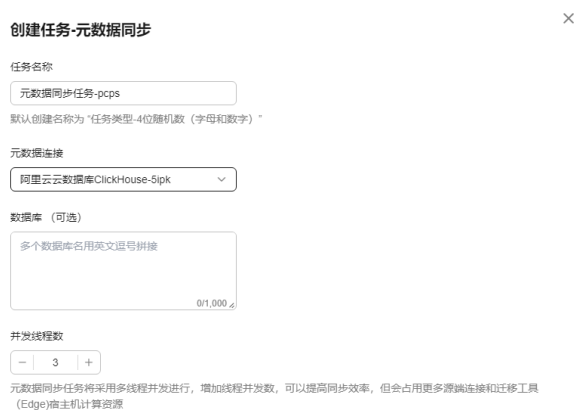 创建任务-元数据同步
任务名称
元数据同步任务-pcps
默认创建名称为 “任务类型-4位随机数（字母和数字）”
元数据连接
阿里云云数据库ClickHouse-5ipk
数据库 （可选）
多个数据库名用英文逗号拼接
0/1,000
并发线程数
− 3 +
元数据同步任务将采用多线程并发进行，增加线程并发数，可以提高同步效率，但会占用更多源端连接和迁移工具
（Edge)宿主机计算资源